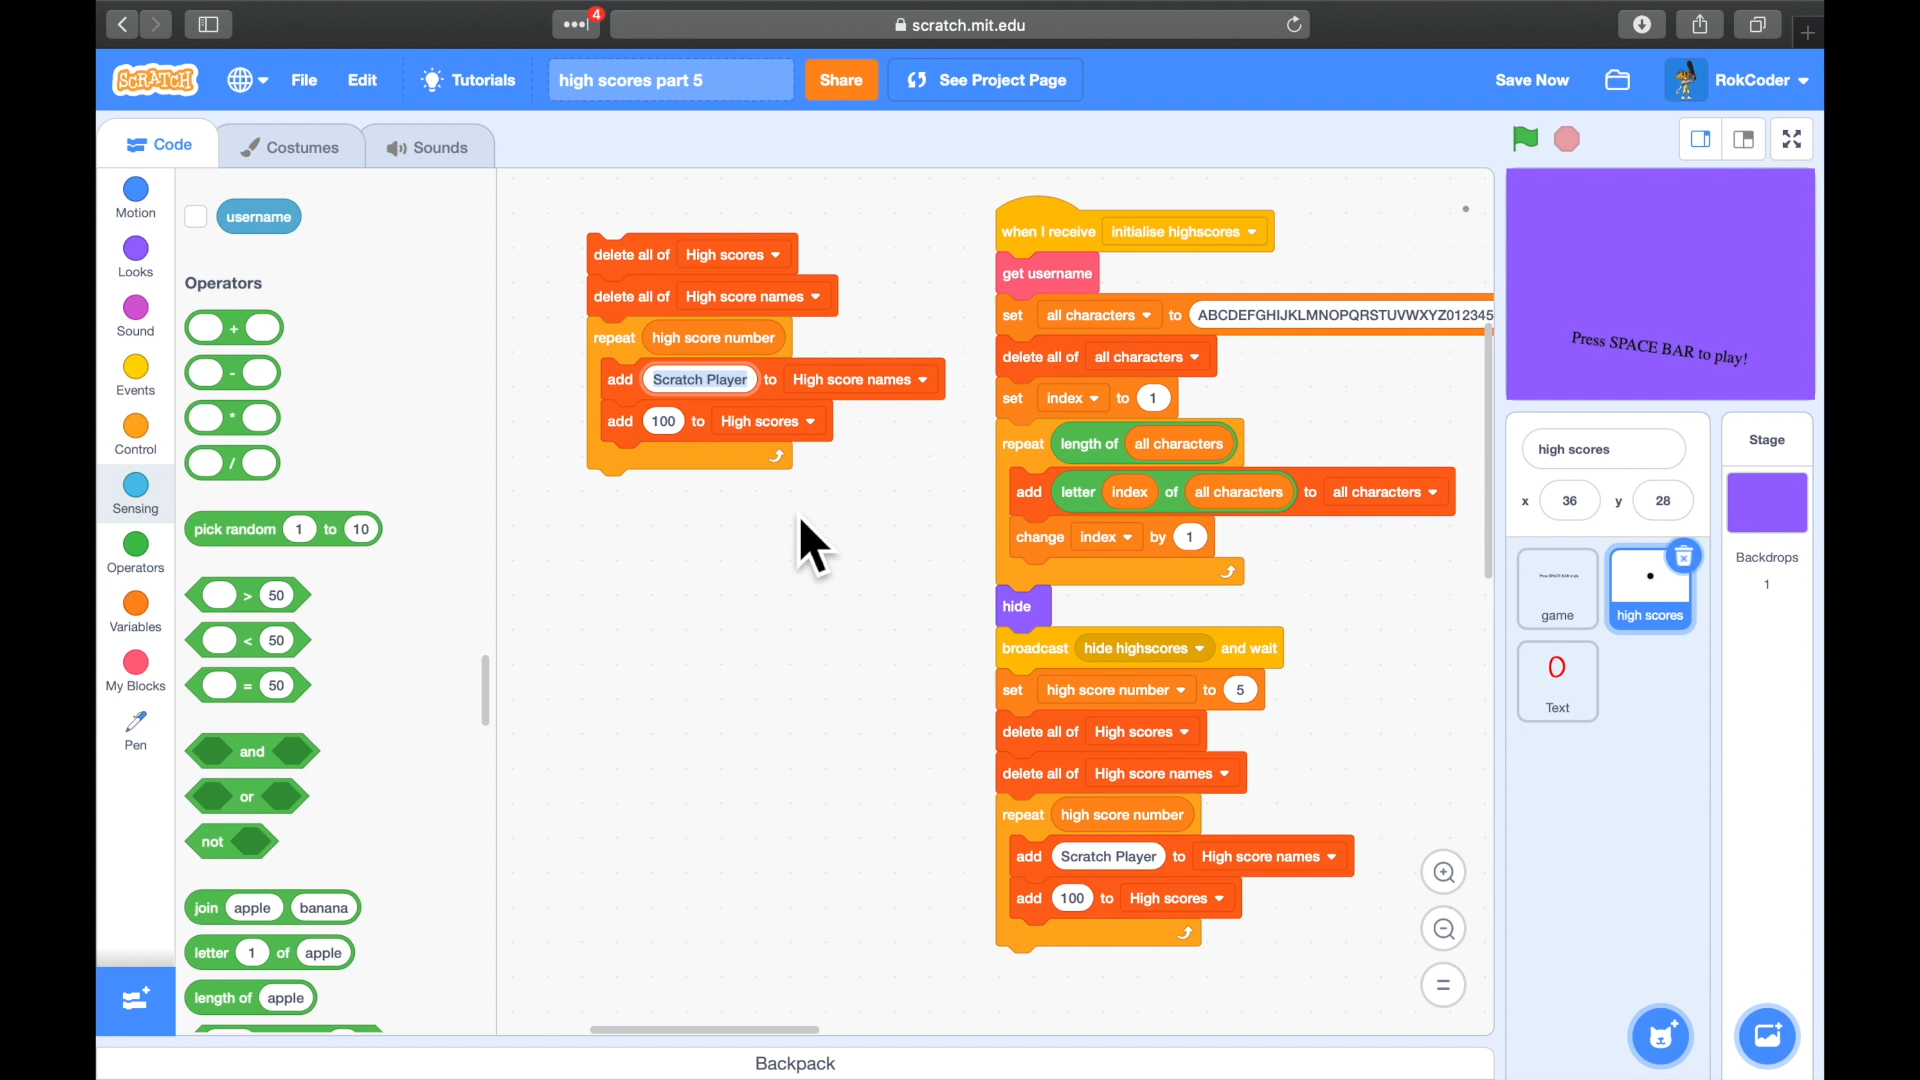 4
scratch.mit.edu
SCRATCH
File
Edit
Tutorials
high scores part 5
Share
See Project Page
Save Now
RokCoder
Code
Costumes
Sounds
Motion
Looks
Sound
Events
Control
Sensing
Operators
Variables
My Blocks
Pen
username
Operators
+
-
*
/
pick random 1 to 10
> 50
< 50
= 50
and
or
not
join apple banana
letter 1 of apple
length of apple
delete all of High scores
delete all of High score names
repeat high score number
add Scratch Player to High score names
add 100 to High scores
when I receive initialise highscores
get username
set all characters to ABCDEFGHIJKLMNOPQRSTUVWXYZ012345
delete all of all characters
set index to 1
repeat length of all characters
add letter index of all characters to all characters
change index by 1
hide
broadcast hide highscores and wait
set high score number to 5
delete all of High scores
delete all of High score names
repeat high score number
add Scratch Player to High score names
add 100 to High scores
Press SPACE BAR to play!
high scores
x 36 y 28
game
high scores
0
Text
Stage
Backdrops
1
Backpack